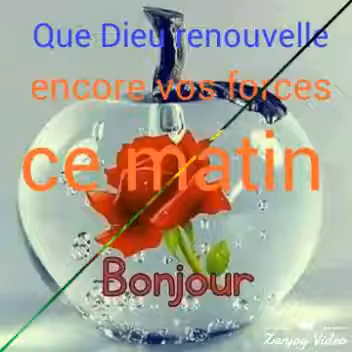 Que Dieu renouvelle
encore vos forces
ce matin
Bonjour
Zenjoy Video